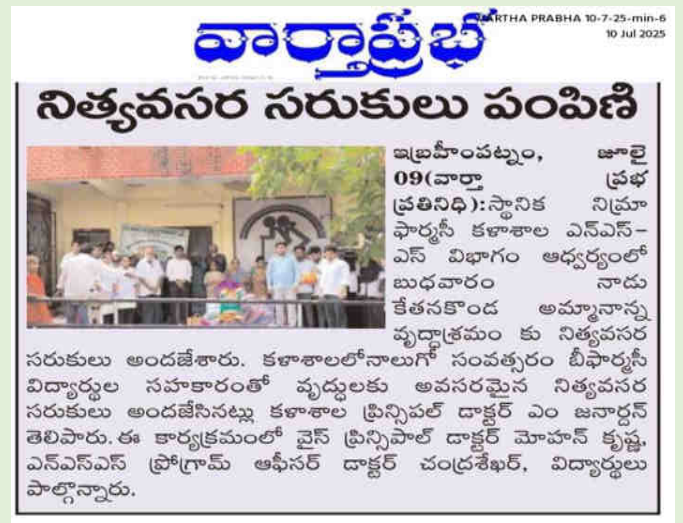 VARTHA PRABHA 10-7-25-min-6
10 Jul 2025
వార్తాప్రభ
నిత్యవసర సరుకులు పంపిణి
ఇబ్రహీంపట్నం, జూలై
09(వార్తా ప్రభ
ప్రతినిధి):స్థానిక నిమ్రా
ఫార్మసీ కళాశాల ఎన్ఎస్-
ఎస్ విభాగం ఆధ్వర్యంలో
బుధవారం నాడు
కేతనకొండ అమ్మానాన్న
వృద్ధాశ్రమం కు నిత్యవసర
సరుకులు అందజేశారు. కళాశాలలోనాలుగో సంవత్సరం బీఫార్మసీ
విద్యార్థుల సహకారంతో వృద్ధులకు అవసరమైన నిత్యవసర
సరుకులు అందజేసినట్లు కళాశాల ప్రిన్సిపల్ డాక్టర్ ఎం జనార్దన్
తెలిపారు.ఈ కార్యక్రమంలో వైస్ ప్రిన్సిపాల్ డాక్టర్ మోహన్ కృష్ణ,
ఎన్ఎస్ఎస్ ప్రోగ్రామ్ ఆఫీసర్ డాక్టర్ చంద్రశేఖర్, విద్యార్థులు
పాల్గొన్నారు.